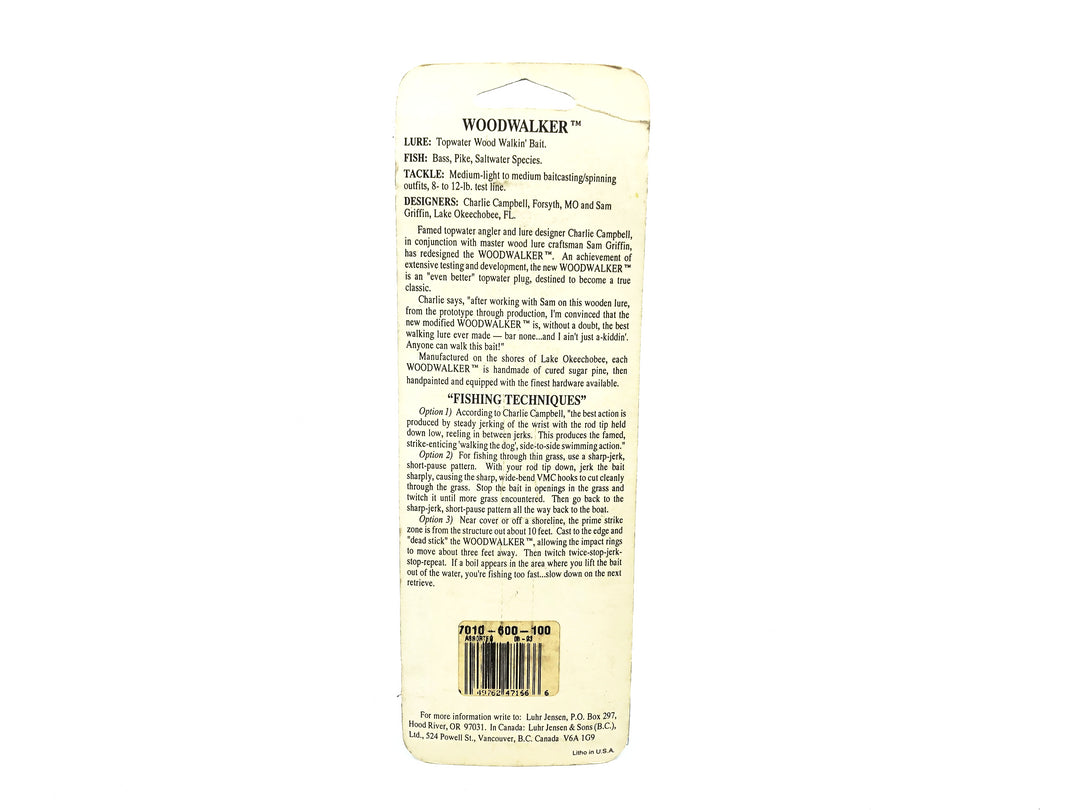 WOODWALKER™
LURE: Topwater Wood Walkin' Bait.
FISH: Bass, Pike, Saltwater Species.
TACKLE: Medium-light to medium baitcasting/spinning
outfits, 8- to 12-lb. test line.
DESIGNERS: Charlie Campbell, Forsyth, MO and Sam
Griffin, Lake Okeechobee, FL.
Famed topwater angler and lure designer Charlie Campbell,
in conjunction with master wood lure craftsman Sam Griffin,
has redesigned the WOODWALKER™. An achievement of
extensive testing and development, the new WOODWALKER™
is an "even better" topwater plug, destined to become a true
classic.
Charlie says, "after working with Sam on this wooden lure,
from the prototype through production, I'm convinced that the
new modified WOODWALKER™ is, without a doubt, the best
walking lure ever made — bar none...and I ain't just a-kiddin'.
Anyone can walk this bait!"
Manufactured on the shores of Lake Okeechobee, each
WOODWALKER™ is handmade of cured sugar pine, then
handpainted and equipped with the finest hardware available.
"FISHING TECHNIQUES"
Option 1) According to Charlie Campbell, "the best action is
produced by steady jerking of the wrist with the rod tip held
down low, reeling in between jerks. This produces the famed,
strike-enticing 'walking the dog', side-to-side swimming action."
Option 2) For fishing through thin grass, use a sharp-jerk,
short-pause pattern. With your rod tip down, jerk the bait
sharply, causing the sharp, wide-bend VMC hooks to cut cleanly
through the grass. Stop the bait in openings in the grass and
twitch it until more grass encountered. Then go back to the
sharp-jerk, short-pause pattern all the way back to the boat.
Option 3) Near cover or off a shoreline, the prime strike
zone is from the structure out about 10 feet. Cast to the edge and
"dead stick" the WOODWALKER™, allowing the impact rings
to move about three feet away. Then twitch twice-stop-jerk-
stop-repeat. If a boil appears in the area where you lift the bait
out of the water, you're fishing too fast...slow down on the next
retrieve.
7010-600-100
ASSORTED 08-93
49762 47166 6
For more information write to: Luhr Jensen, P.O. Box 297,
Hood River, OR 97031. In Canada: Luhr Jensen & Sons (B.C.),
Ltd., 524 Powell St., Vancouver, B.C. Canada V6A 1G9
Litho in U.S.A.